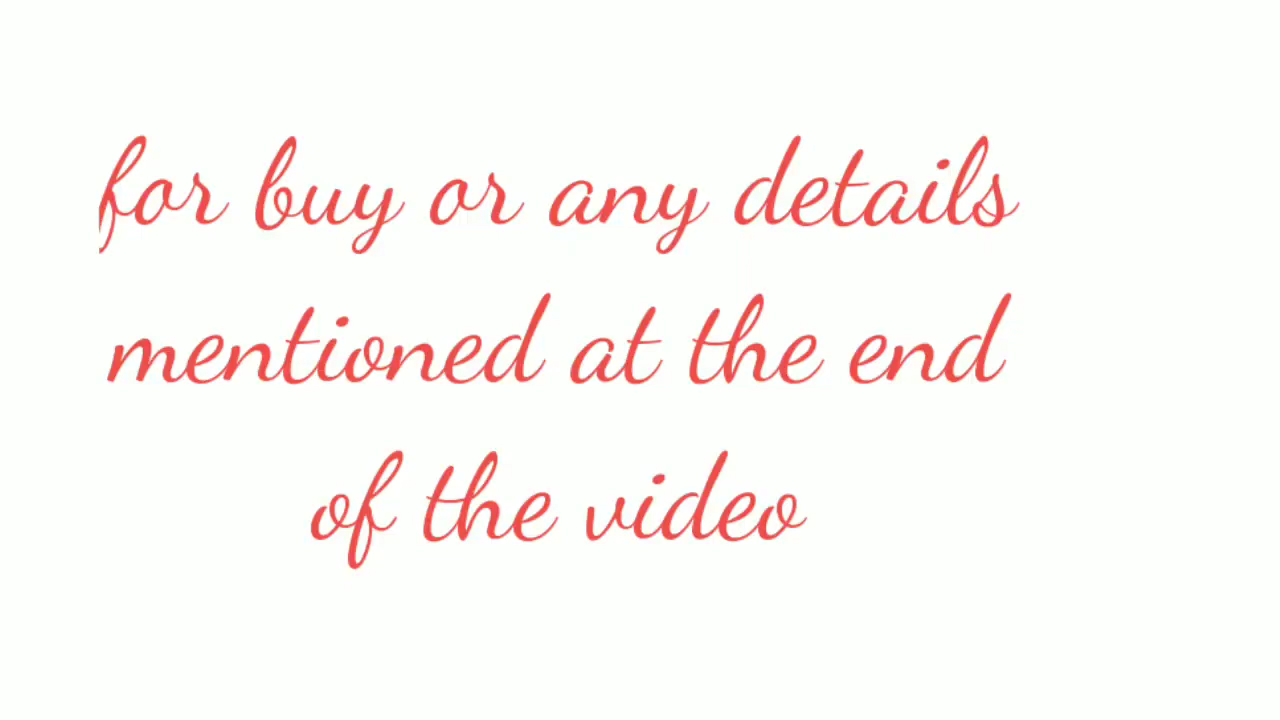 for buy or any details
mentioned at the end
of the video